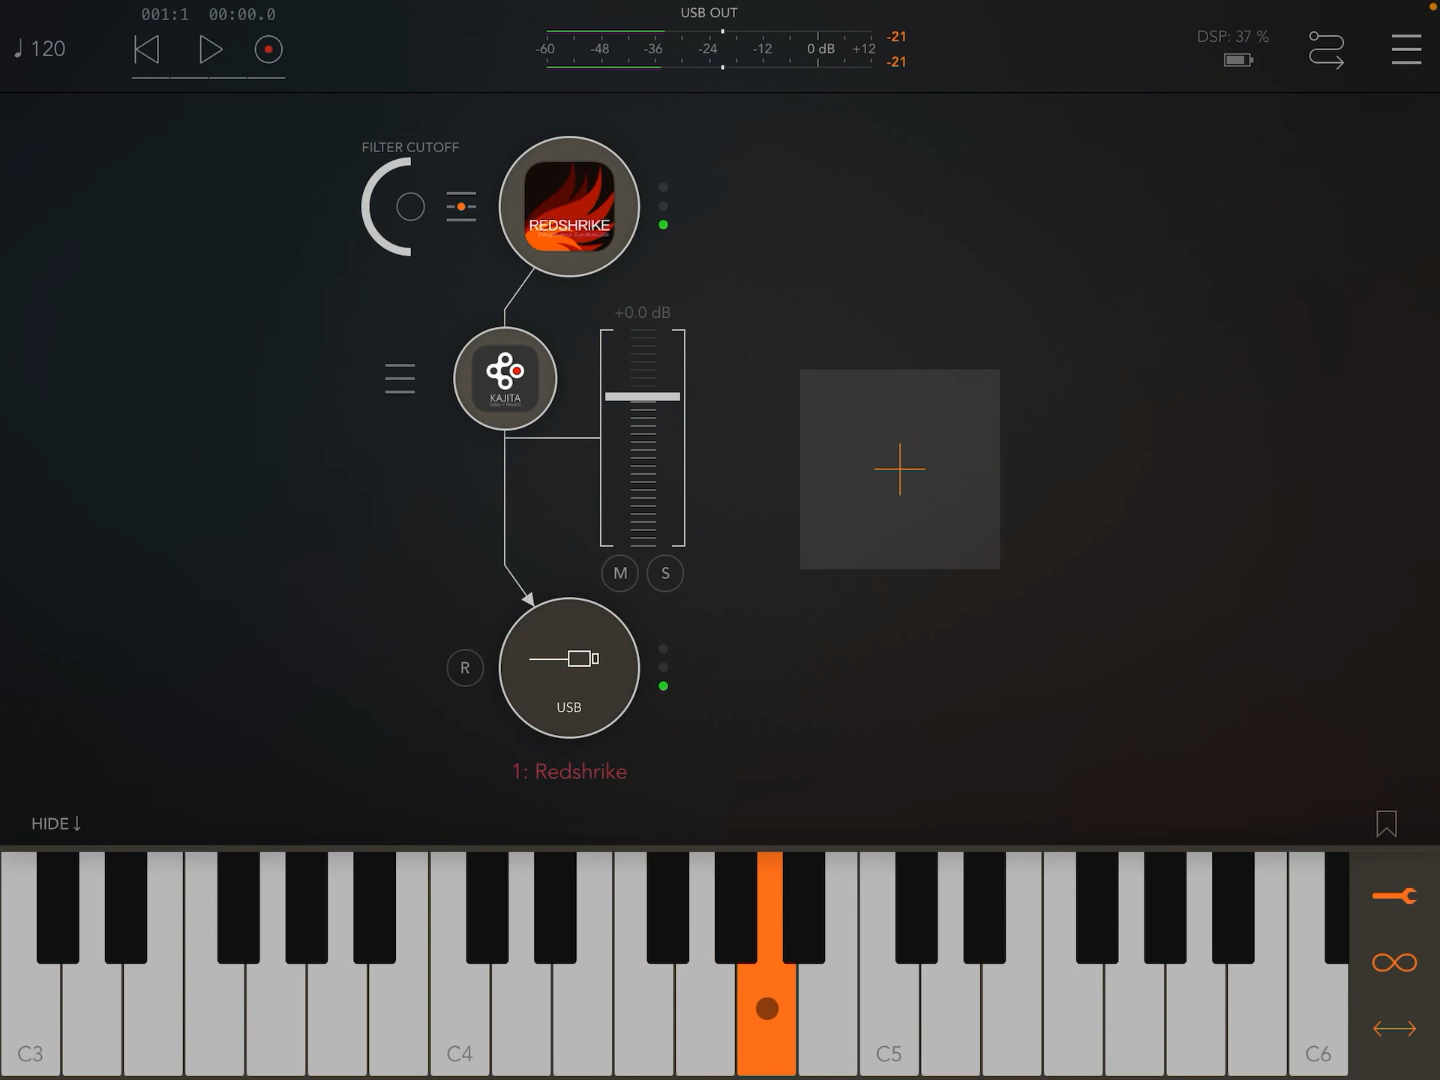 001:1 00:00.0
120
USB OUT
-60 -48 -36 -24 -12 0 dB +12
-21
-21
DSP: 37 %
FILTER CUTOFF
REDSHRIKE
+0.0 dB
KAJITA
M S
R
USB
1: Redshrike
HIDE↓
C3 C4 C5 C6